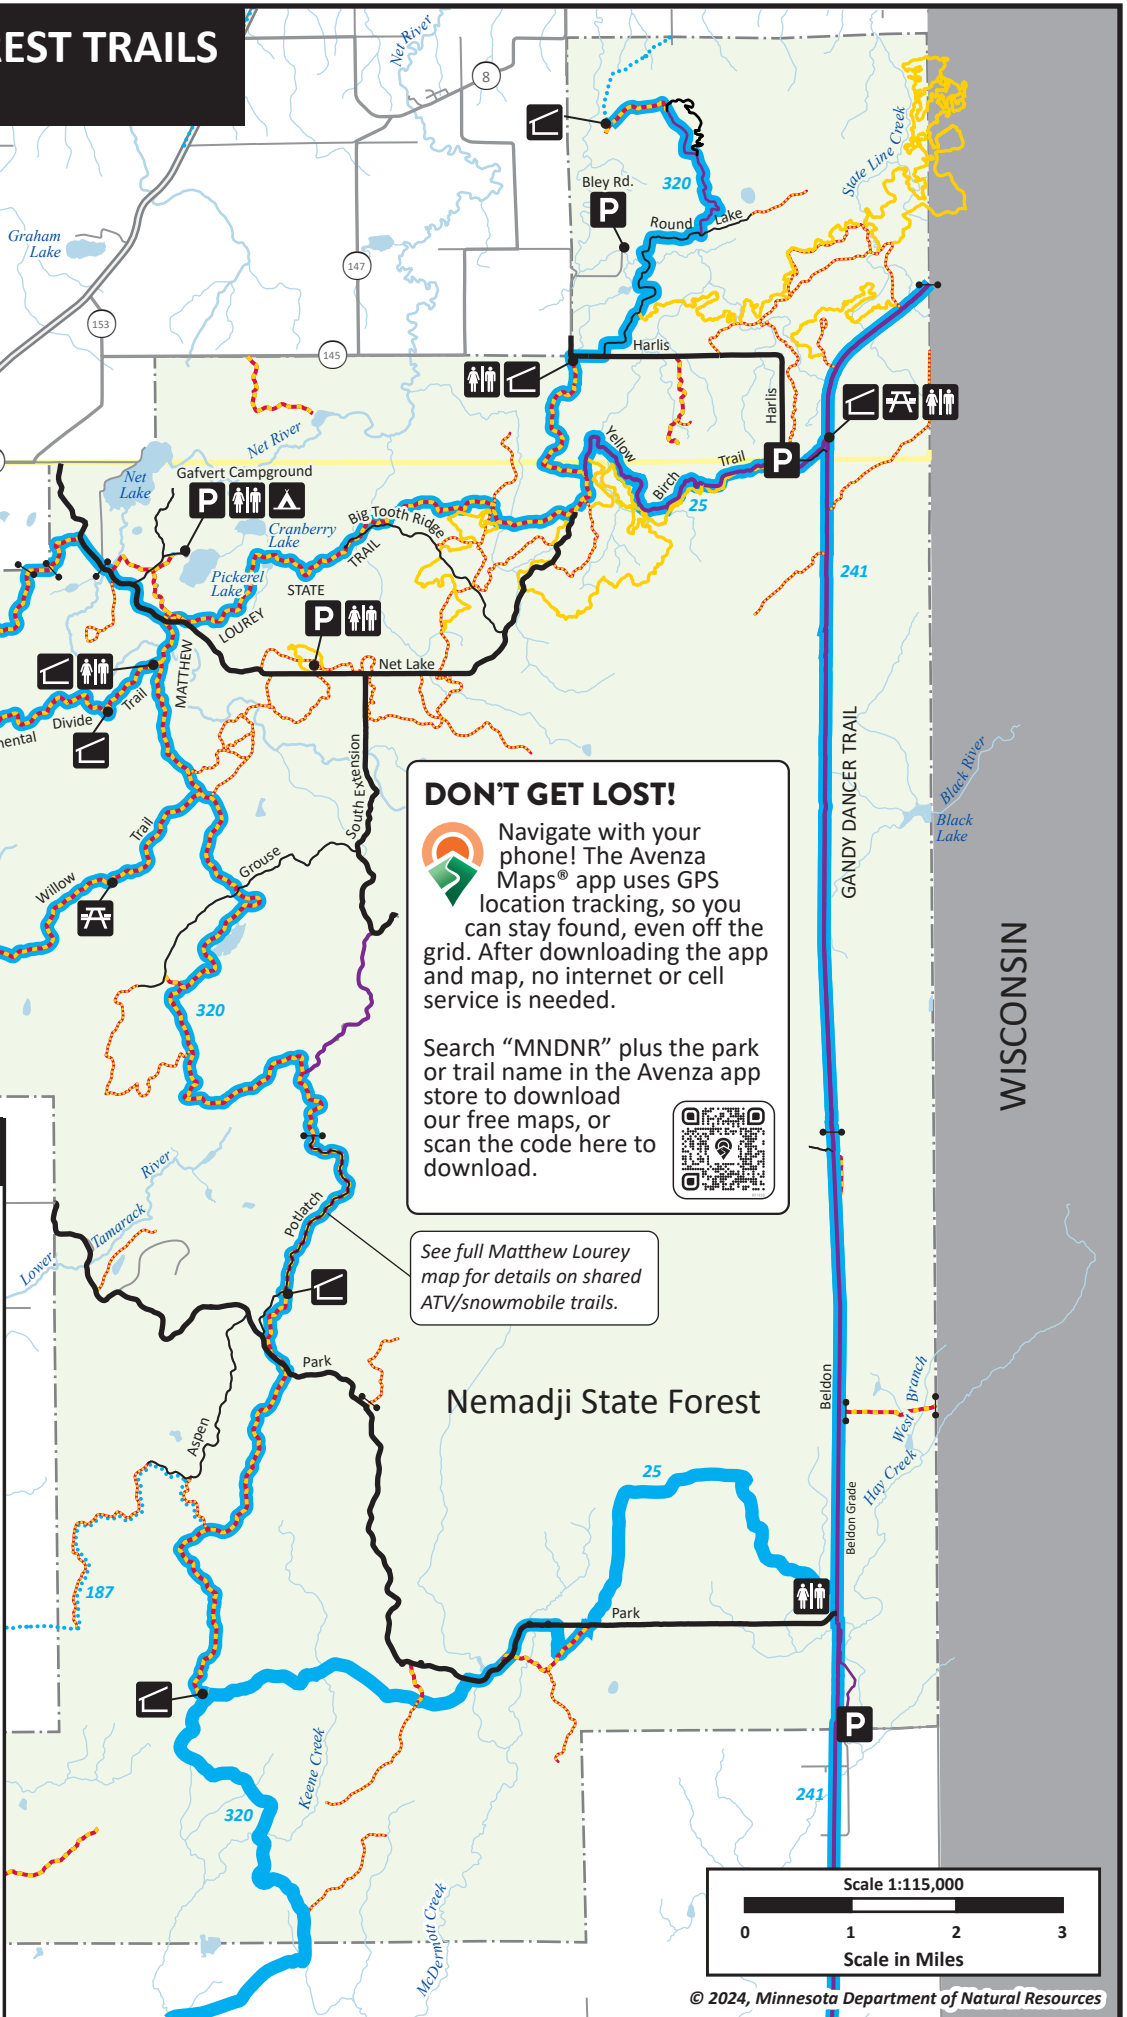 EST TRAILS
Net River
8
State Line Creek
320
Bley Rd.
P
Round Lake
Graham
Lake
147
153
145
Harlis
Harlis
Net River
Yellow
Birch
Trail
P
25
Net
Lake
Gafvert Campground
P
Cranberry
Lake
Big Tooth Ridge
TRAIL
Pickerel
Lake
STATE
P
LOUREY
MATTHEW
241
Net Lake
Trail
Divide
nental
South Extension
GANDY DANCER TRAIL
Black River
Black
Lake
DON'T GET LOST!
Navigate with your
phone! The Avenza
Maps® app uses GPS
location tracking, so you
can stay found, even off the
grid. After downloading the app
and map, no internet or cell
service is needed.
Search “MNDNR” plus the park
or trail name in the Avenza app
store to download
our free maps, or
scan the code here to
download.
Trail
Willow
Grouse
WISCONSIN
320
River
Tamarack
Lower
Potlatch
See full Matthew Lourey
map for details on shared
ATV/snowmobile trails.
Park
Beldon
West Branch
Hay Creek
Nemadji State Forest
Aspen
25
Beldon Grade
187
Park
P
Keene Creek
320
241
McDermott Creek
Scale 1:115,000
0 1 2 3
Scale in Miles
© 2024, Minnesota Department of Natural Resources